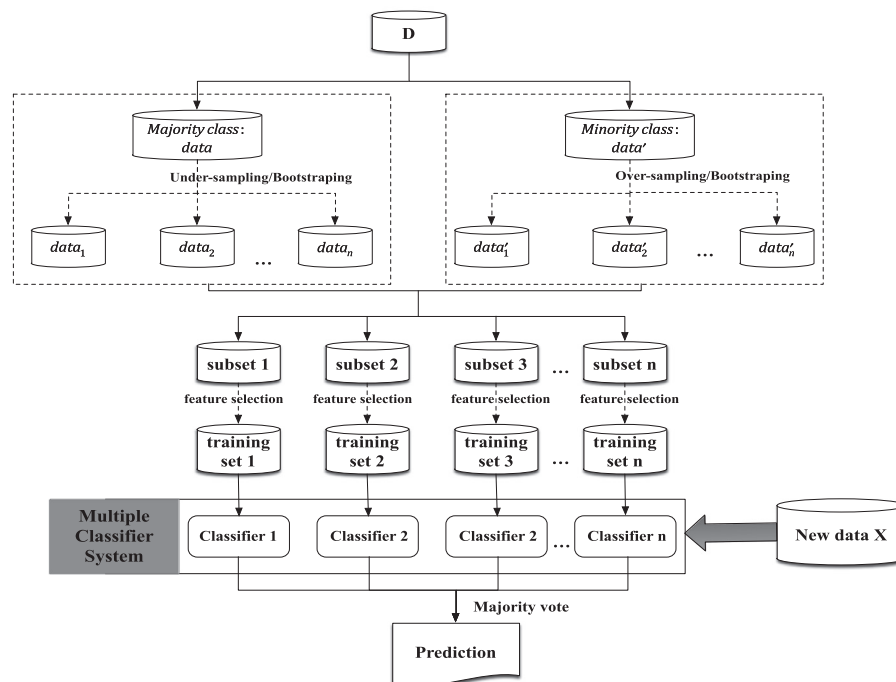 D
Majority class:
data
Minority class:
data′
Under-sampling/Bootstraping
Over-sampling/Bootstraping
data₁
data₂
...
dataₙ
data′₁
data′₂
...
data′ₙ
subset 1
subset 2
subset 3
...
subset n
feature selection
feature selection
feature selection
feature selection
training
set 1
training
set 2
training
set 3
...
training
set n
Multiple
Classifier
System
Classifier 1
Classifier 2
Classifier 2
...
Classifier n
New data X
Majority vote
Prediction